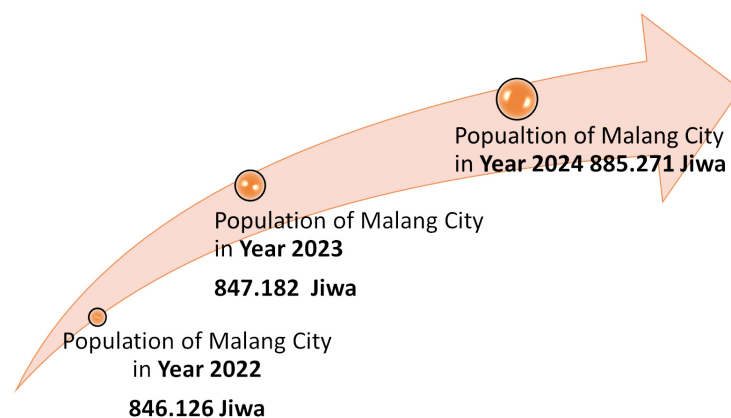 Popualtion of Malang City
in Year 2024 885.271 Jiwa
Population of Malang City
in Year 2023
847.182 Jiwa
Population of Malang City
in Year 2022
846.126 Jiwa